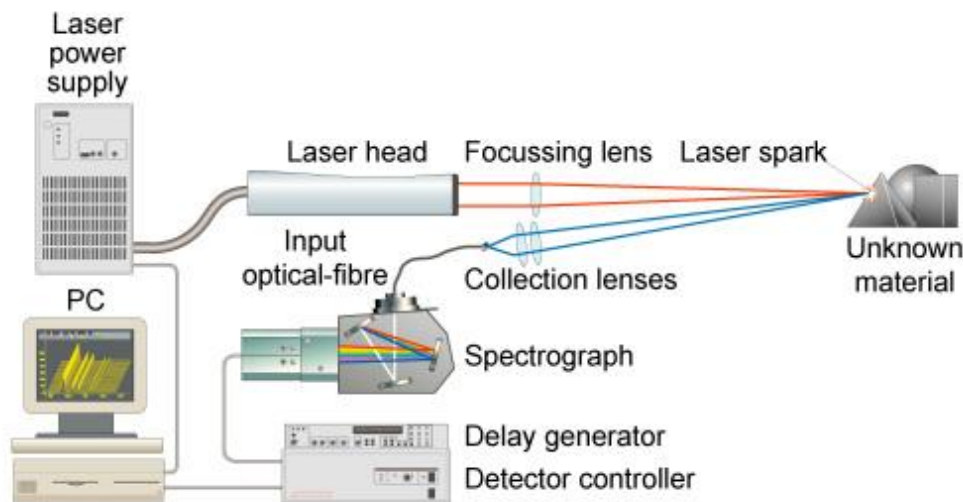 Laser
power
supply
Laser head
Focussing lens
Laser spark
Input
optical-fibre
Collection lenses
Unknown
material
PC
Spectrograph
Delay generator
Detector controller